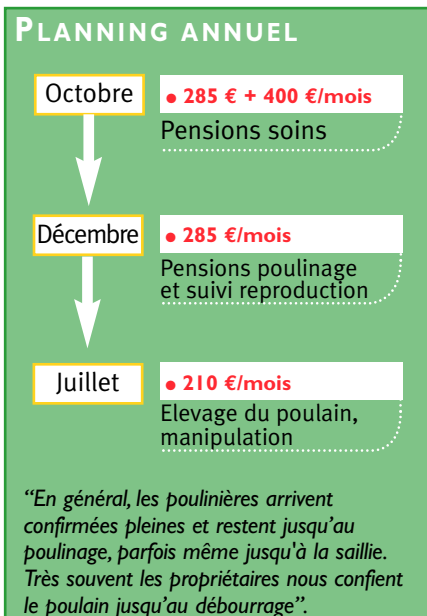 PLANNING ANNUEL
Octobre
• 285 € + 400 €/mois
Pensions soins
Décembre
• 285 €/mois
Pensions poulinage
et suivi reproduction
Juillet
• 210 €/mois
Elevage du poulain,
manipulation
“En général, les poulinières arrivent
confirmées pleines et restent jusqu’au
poulinage, parfois même jusqu'à la saillie.
Très souvent les propriétaires nous confient
le poulain jusqu’au débourrage”.